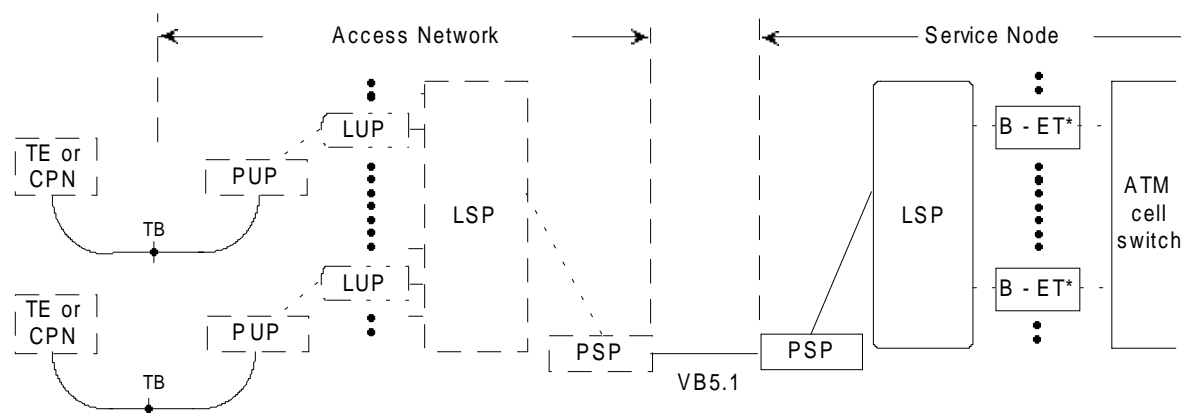 Access Network
Service Node
LUP
B - ET*
TE or
CPN
PUP
LSP
LSP
ATM
cell
switch
TB
LUP
B - ET*
TE or
CPN
PUP
PSP
PSP
VB5.1
TB